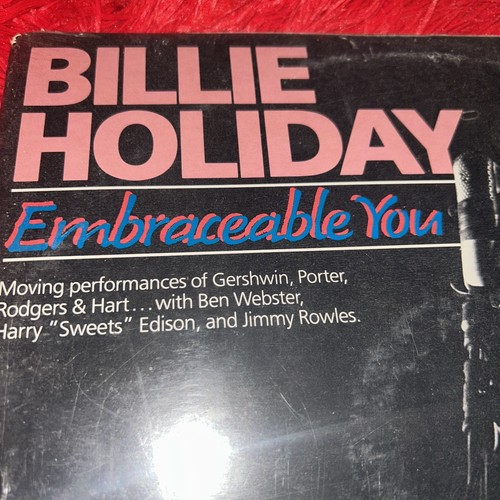 BILLIE
HOLIDAY
Embraceable You
Moving performances of Gershwin, Porter,
Rodgers & Hart...with Ben Webster,
Harry "Sweets" Edison, and Jimmy Rowles.